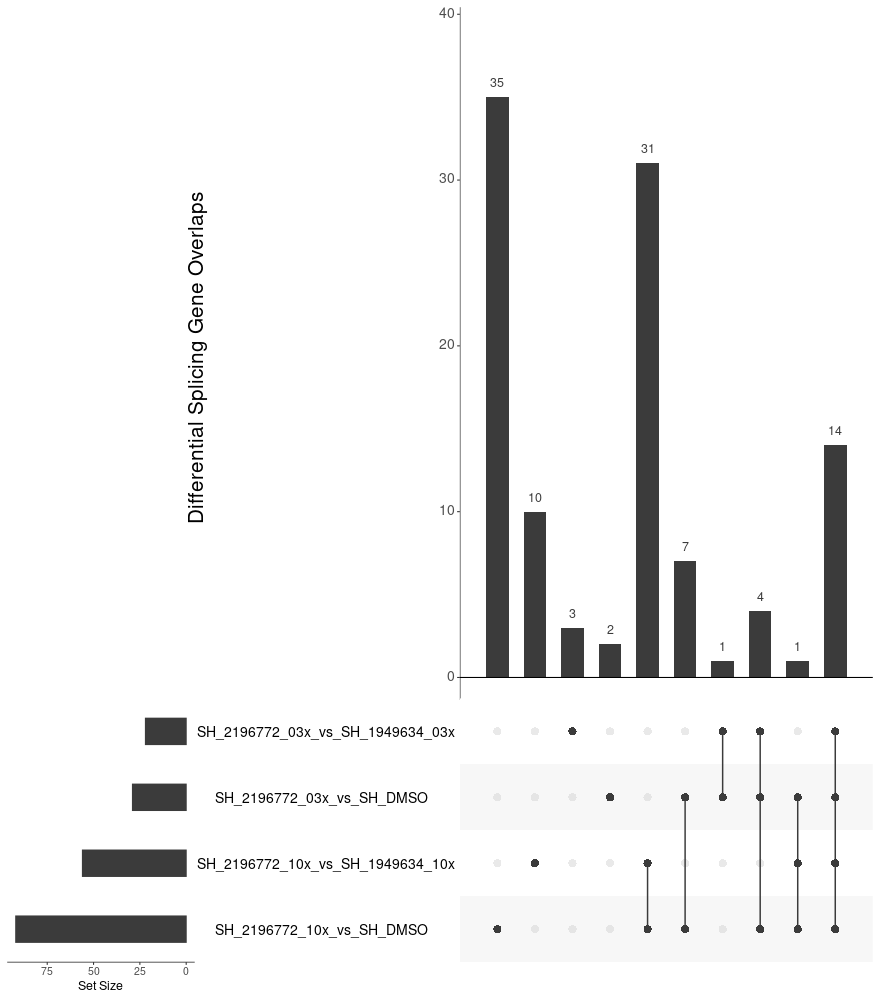 40
35
31
30
Differential Splicing Gene Overlaps
20
14
10
10
7
4
3
2
1
1
0
SH_2196772_03x_vs_SH_1949634_03x
SH_2196772_03x_vs_SH_DMSO
SH_2196772_10x_vs_SH_1949634_10x
SH_2196772_10x_vs_SH_DMSO
75 50 25 0
Set Size